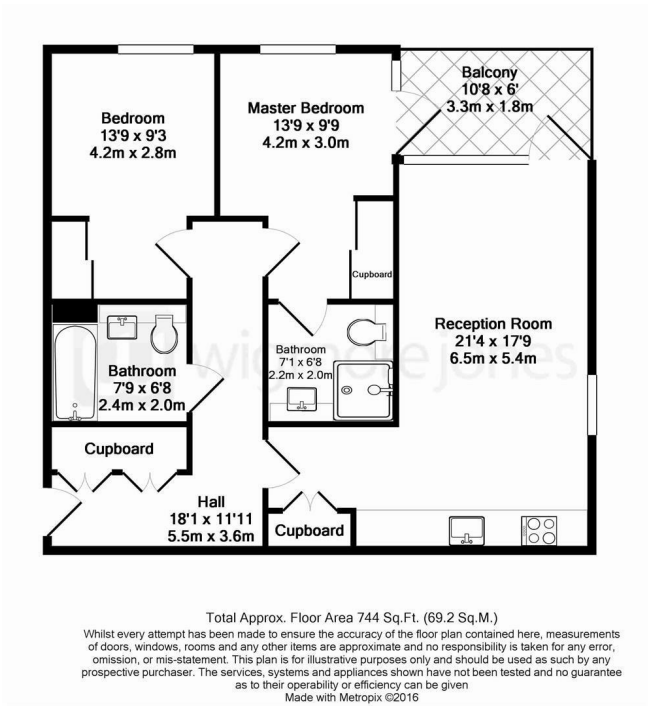 Balcony
10'8 x 6'
3.3m x 1.8m
Bedroom
13'9 x 9'3
4.2m x 2.8m
Master Bedroom
13'9 x 9'9
4.2m x 3.0m
Cupboard
Reception Room
21'4 x 17'9
6.5m x 5.4m
Bathroom
7'9 x 6'8
2.4m x 2.0m
Bathroom
7'1 x 6'8
2.2m x 2.0m
wigmore jones
Cupboard
Hall
18'1 x 11'11
5.5m x 3.6m
Cupboard
Total Approx. Floor Area 744 Sq.Ft. (69.2 Sq.M.)
Whilst every attempt has been made to ensure the accuracy of the floor plan contained here, measurements
of doors, windows, rooms and any other items are approximate and no responsibility is taken for any error,
omission, or mis-statement. This plan is for illustrative purposes only and should be used as such by any
prospective purchaser. The services, systems and appliances shown have not been tested and no guarantee
as to their operability or efficiency can be given
Made with Metropix ©2016